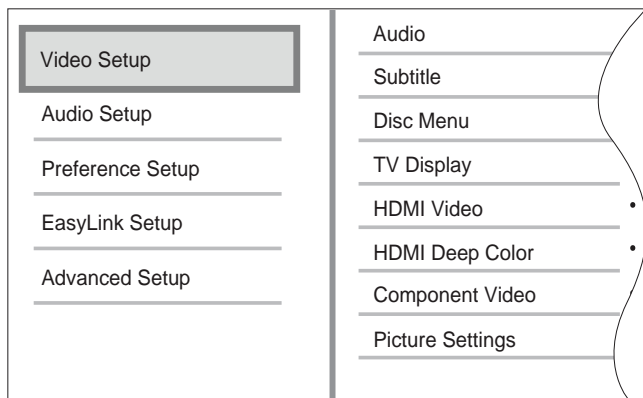 Video Setup
Audio Setup
Preference Setup
EasyLink Setup
Advanced Setup
Audio
Subtitle
Disc Menu
TV Display
HDMI Video
HDMI Deep Color
Component Video
Picture Settings